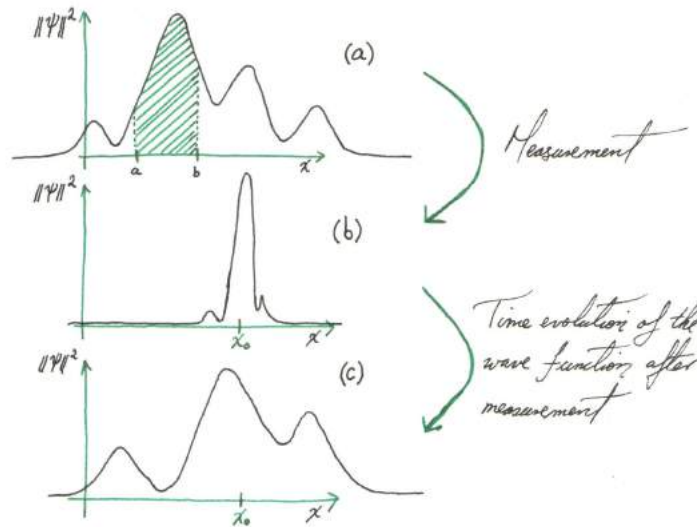 ||Ψ||²
(a)
a
b
x
Measurement
||Ψ||²
(b)
x₀
x
Time evolution of the
wave function after
measurement
||Ψ||²
(c)
x₀
x